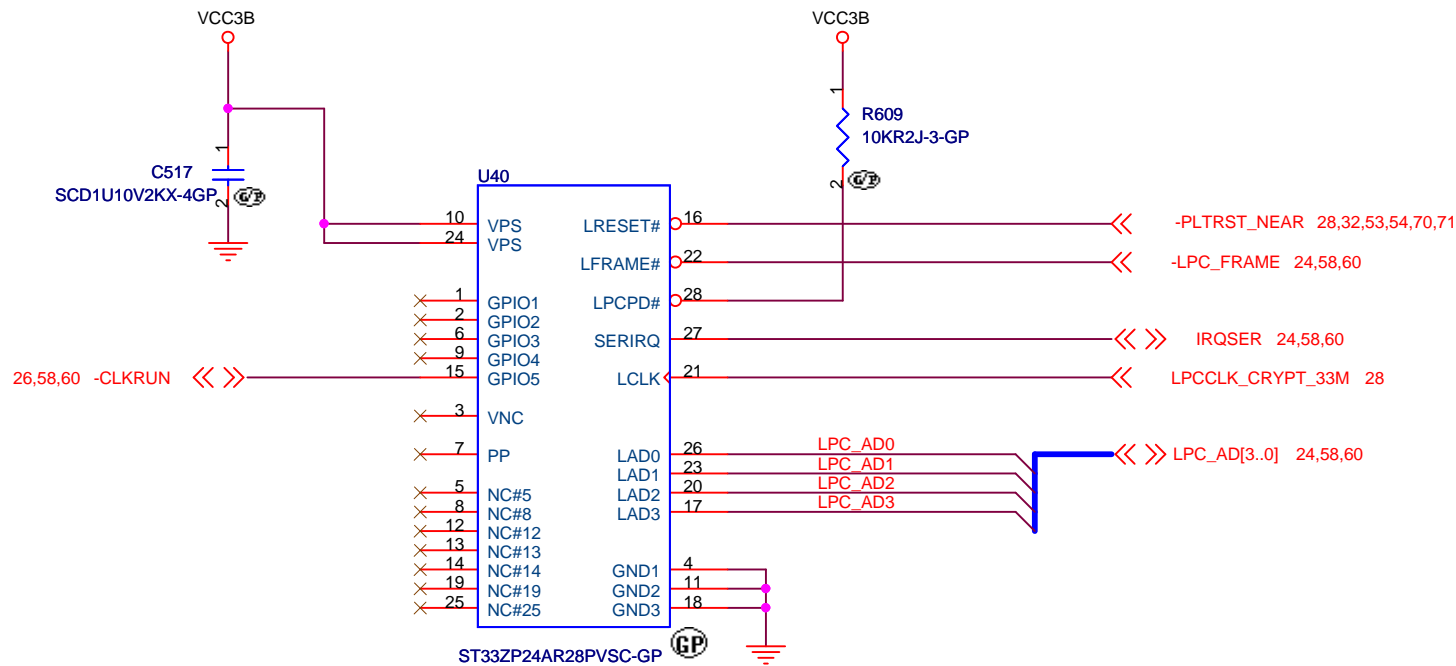 VCC3B
VCC3B
1
R609
10KR2J-3-GP
2
G/P
1
C517
SCD1U10V2KX-4GP
2
G/P
U40
10 VPS
24 VPS
1 GPIO1
2 GPIO2
6 GPIO3
9 GPIO4
26,58,60 -CLKRUN 15 GPIO5
3 VNC
7 PP
5 NC#5
8 NC#8
12 NC#12
13 NC#13
14 NC#14
19 NC#19
25 NC#25
LRESET# 16 -PLTRST_NEAR 28,32,53,54,70,71
LFRAME# 22 -LPC_FRAME 24,58,60
LPCPD# 28
SERIRQ 27 IRQSER 24,58,60
LCLK 21 LPCCLK_CRYPT_33M 28
LAD0 26 LPC_AD0 LPC_AD[3..0] 24,58,60
LAD1 23 LPC_AD1
LAD2 20 LPC_AD2
LAD3 17 LPC_AD3
GND1 4
GND2 11
GND3 18
ST33ZP24AR28PVSC-GP
GP